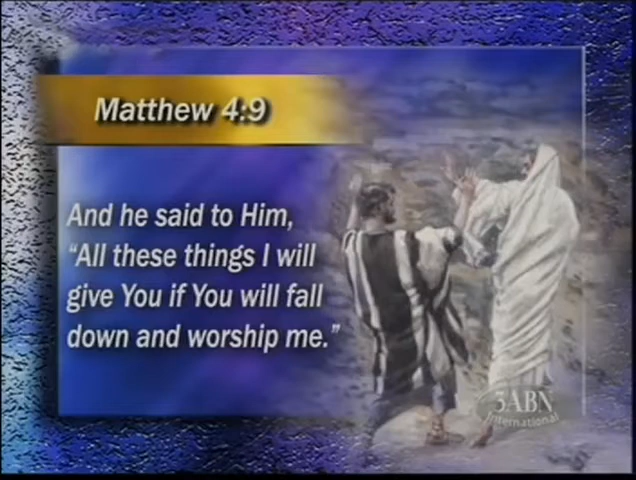 Matthew 4:9
And he said to Him,
“All these things I will
give You if You will fall
down and worship me.”
3ABN
International